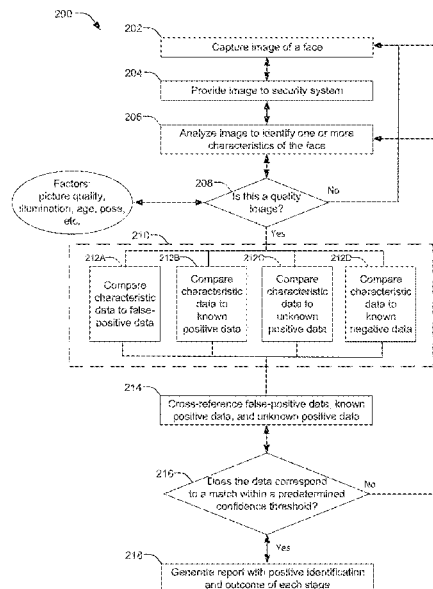 200
202
Capture image of a face
204
Provide image to security system
206
Analyze image to identify one or more
characteristics of the face
208
Is this a quality
image?
No
Yes
Factors:
picture quality,
illumination, age, pose,
etc.
210
212A
Compare
characteristic
data to false-
positive data
212B
Compare
characteristic
data to
known
positive data
212C
Compare
characteristic
data to
unknown
positive data
212D
Compare
characteristic
data to
known
negative data
214
Cross-reference false-positive data, known
positive data, and unknown positive data
216
Does the data correspond
to a match within a predetermined
confidence threshold?
No
Yes
218
Generate report with positive identification
and outcome of each stage